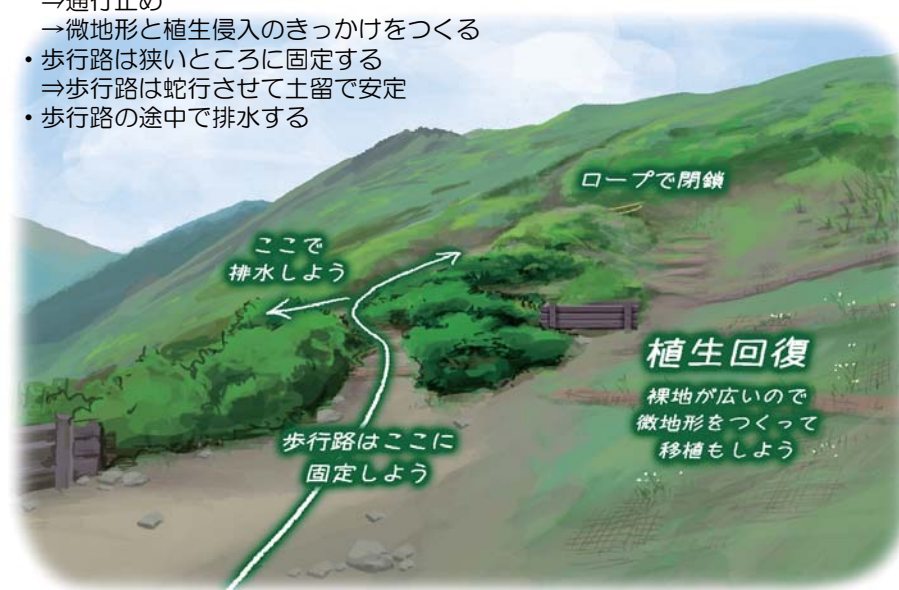 ⇒通行止め
→微地形と植生侵入のきっかけをつくる
・歩行路は狭いところに固定する
⇒歩行路は蛇行させて土留で安定
・歩行路の途中で排水する
ロープで閉鎖
ここで
排水しよう
植生回復
裸地が広いので
微地形をつくって
移植もしよう
歩行路はここに
固定しよう